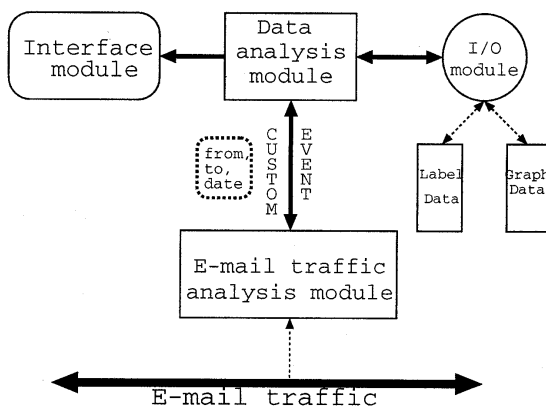 Interface
module
Data
analysis
module
I/O
module
CUSTOM
EVENT
from,
to,
date
Label
Data
Graph
Data
E-mail traffic
analysis module
E-mail traffic